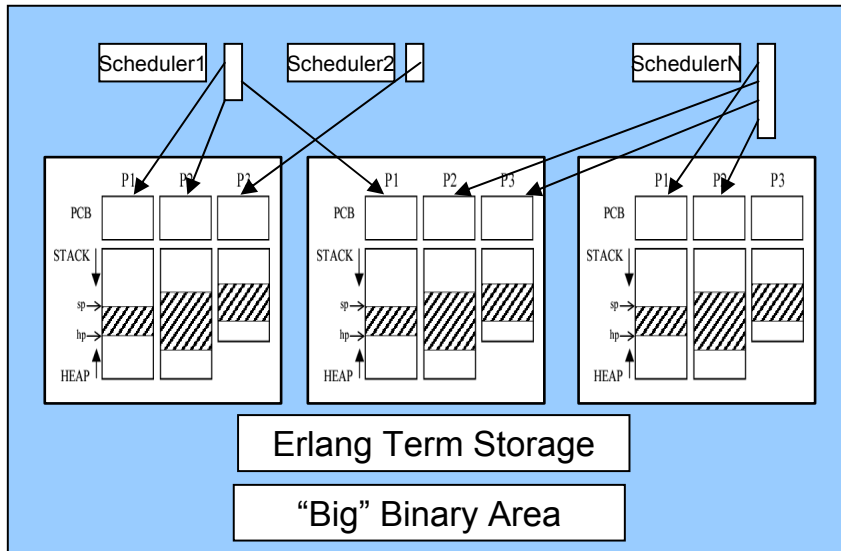 Scheduler1
Scheduler2
SchedulerN
P1 P2 P3
PCB
STACK
sp
hp
HEAP
P1 P2 P3
PCB
STACK
sp
hp
HEAP
P1 P2 P3
PCB
STACK
sp
hp
HEAP
Erlang Term Storage
“Big” Binary Area